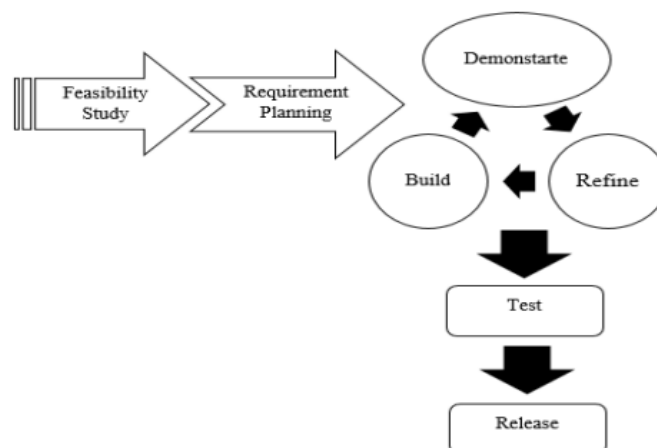 Feasibility
Study
Requirement
Planning
Demonstarte
Build
Refine
Test
Release